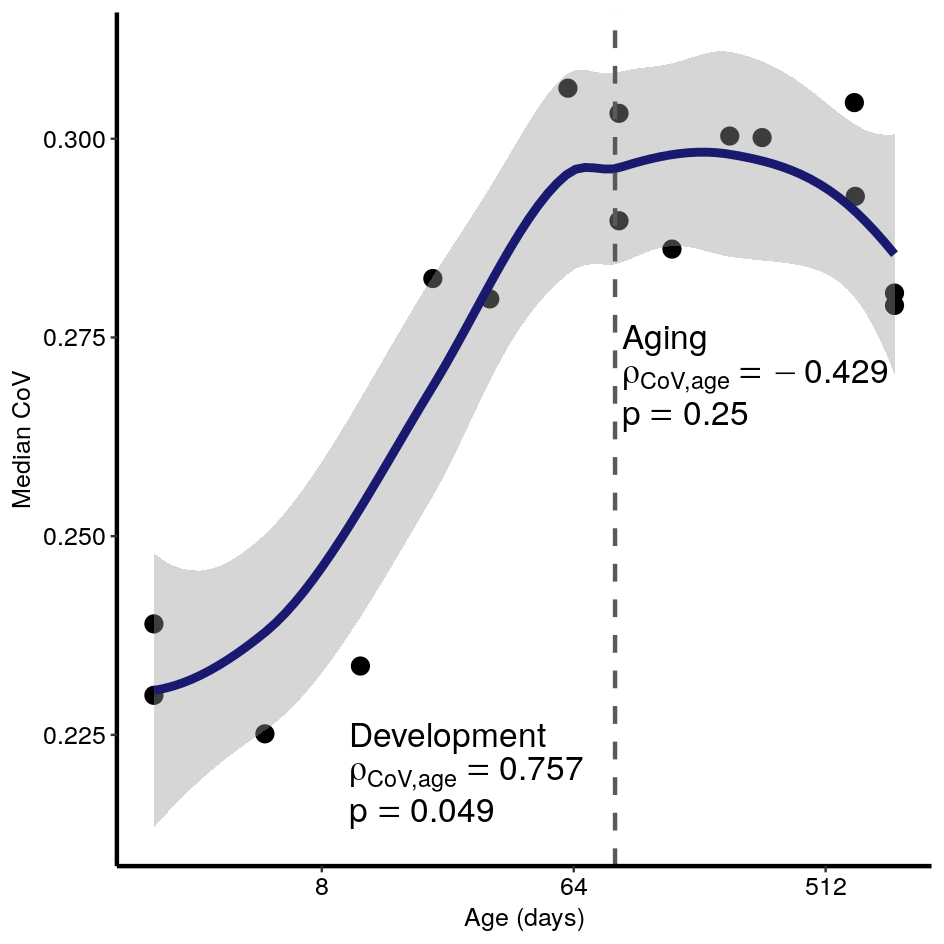 0.300
0.275
0.250
0.225
Median CoV
Aging
ρCoV,age = − 0.429
p = 0.25
Development
ρCoV,age = 0.757
p = 0.049
8 64 512
Age (days)